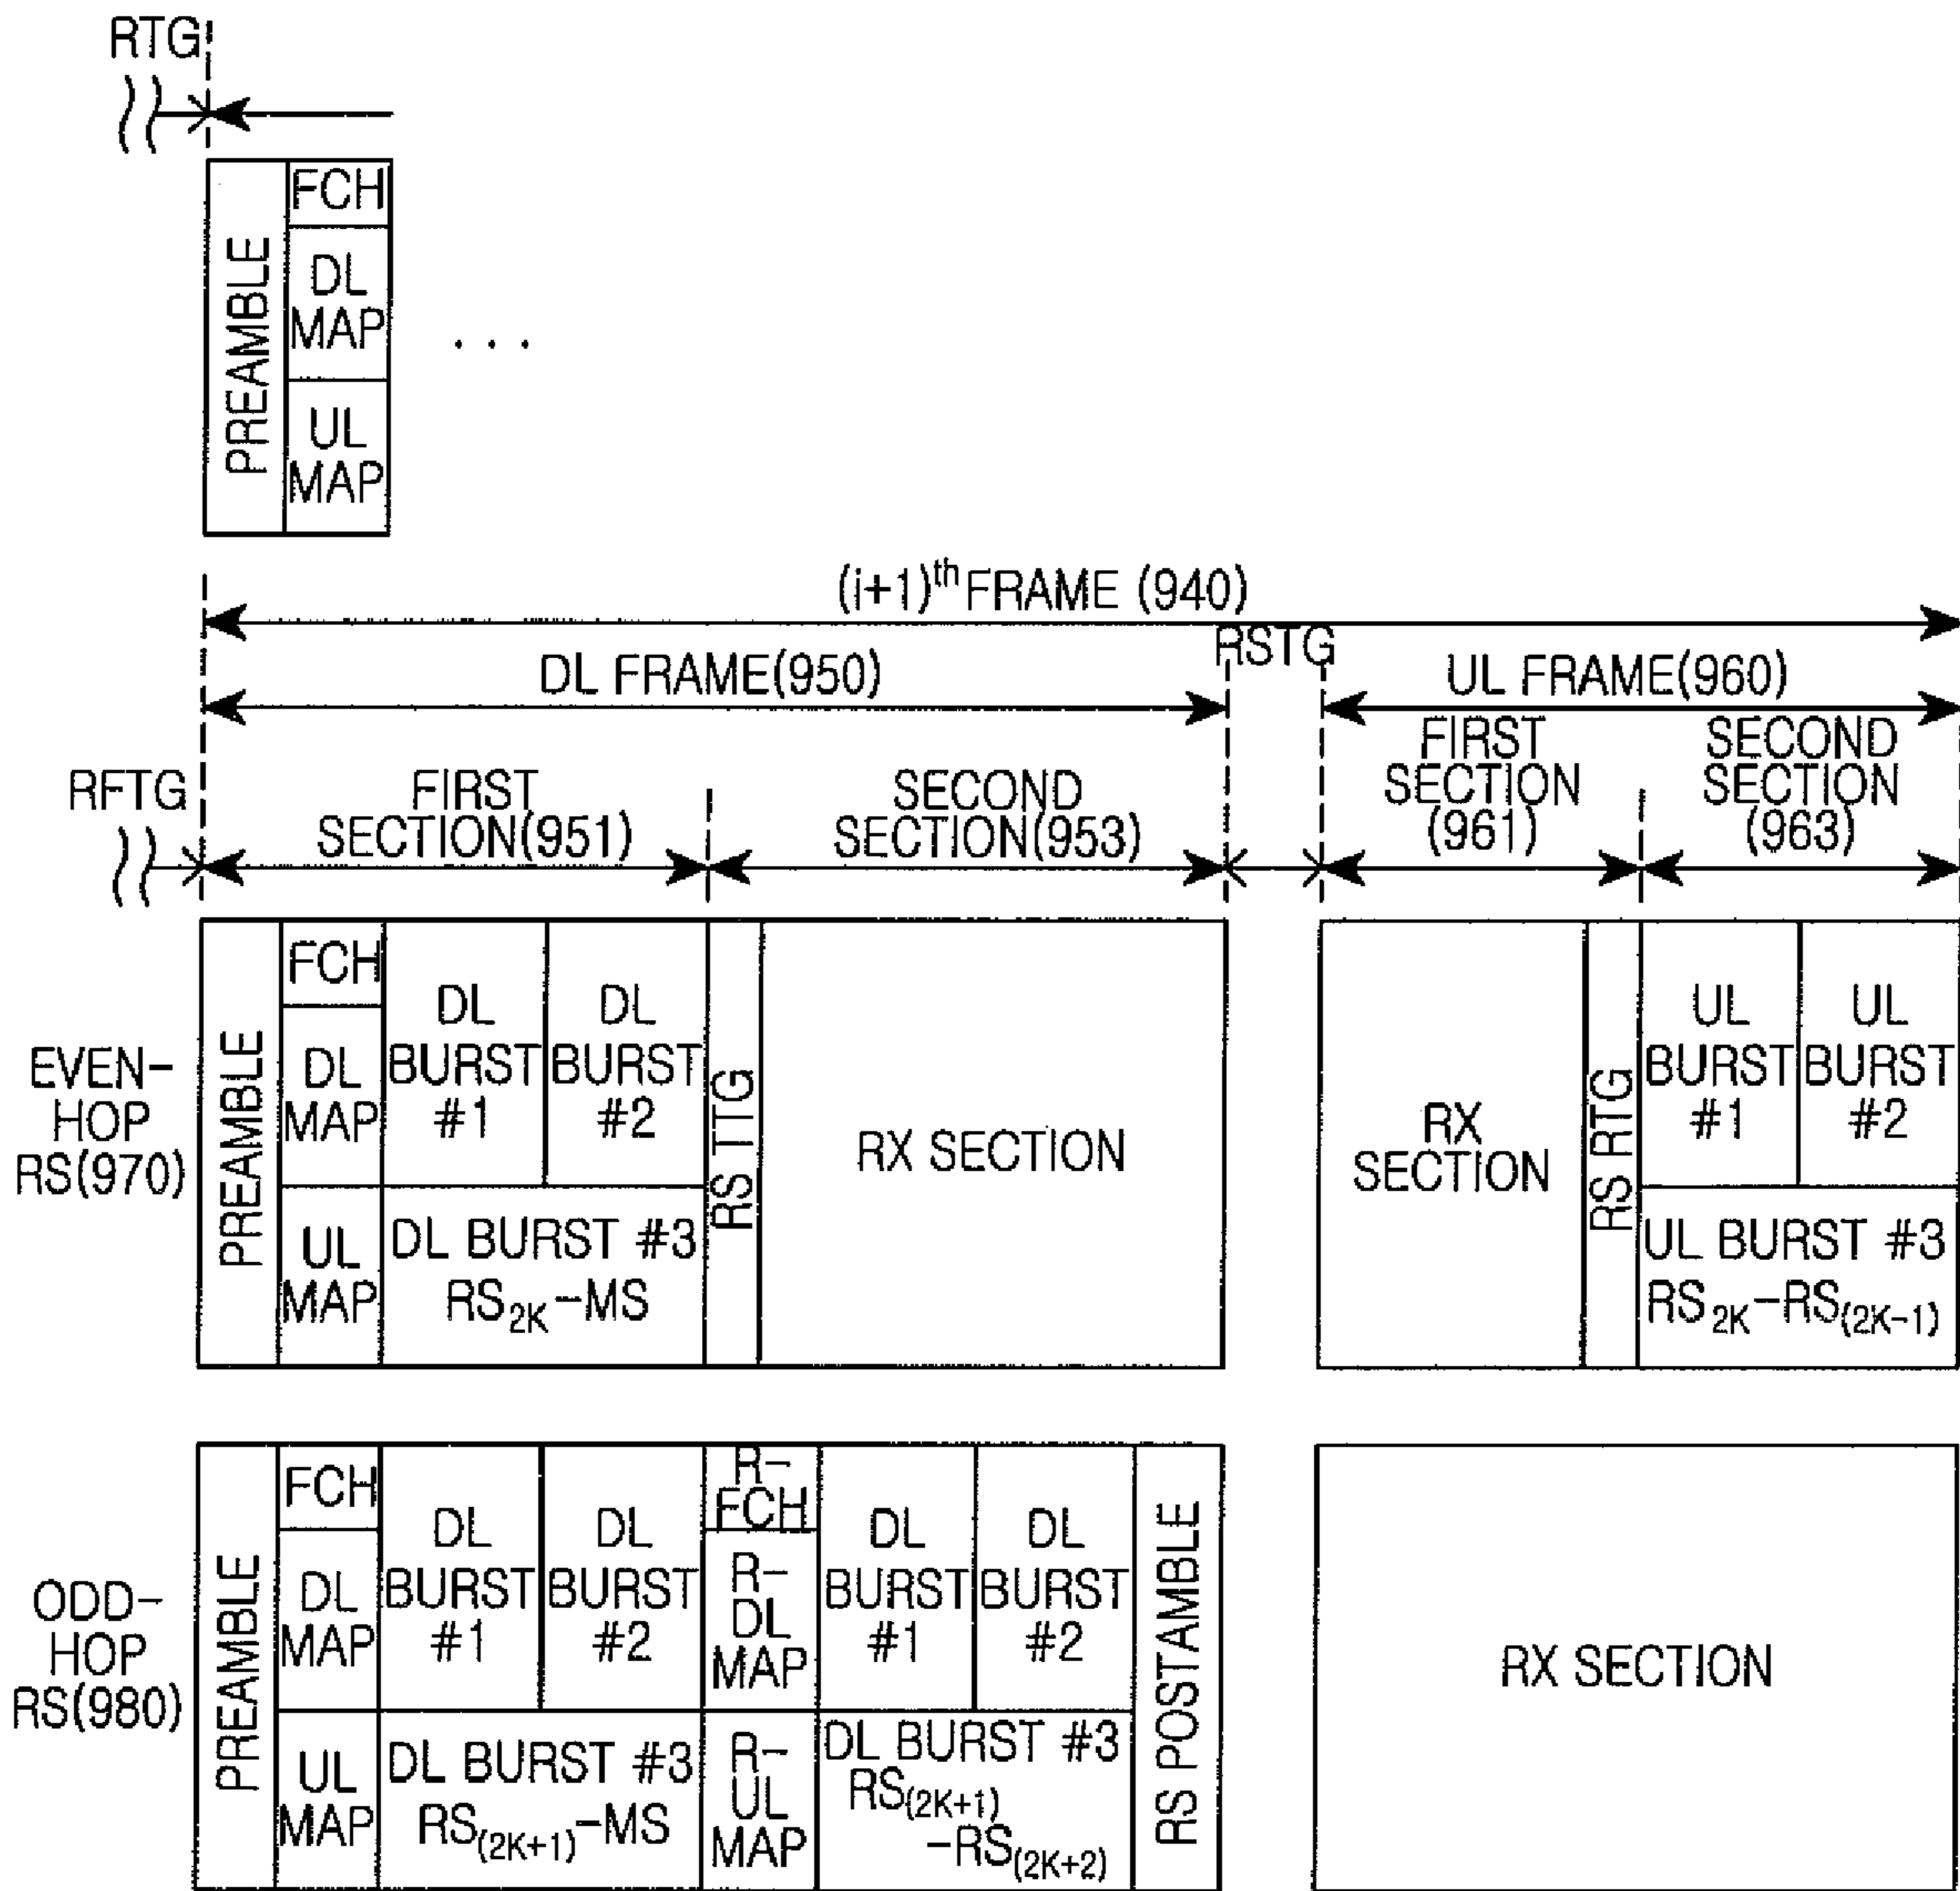 RTG
PREAMBLE
FCH
DL
MAP
UL
MAP
. . .
(i+1)th FRAME (940)
DL FRAME(950)
RSTG
UL FRAME(960)
RFTG
FIRST
SECTION(951)
SECOND
SECTION(953)
FIRST
SECTION
(961)
SECOND
SECTION
(963)
EVEN-
HOP
RS(970)
PREAMBLE
FCH
DL
MAP
UL
MAP
DL
BURST
#1
DL
BURST
#2
DL BURST #3
RS2K-MS
RS TTG
RX SECTION
RX
SECTION
RS RTG
UL
BURST
#1
UL
BURST
#2
UL BURST #3
RS2K-RS(2K-1)
ODD-
HOP
RS(980)
PREAMBLE
FCH
DL
MAP
UL
MAP
DL
BURST
#1
DL
BURST
#2
DL BURST #3
RS(2K+1)-MS
R-
FCH
R-
DL
MAP
R-
UL
MAP
DL
BURST
#1
DL
BURST
#2
DL BURST #3
RS(2K+1)
-RS(2K+2)
RS POSTAMBLE
RX SECTION